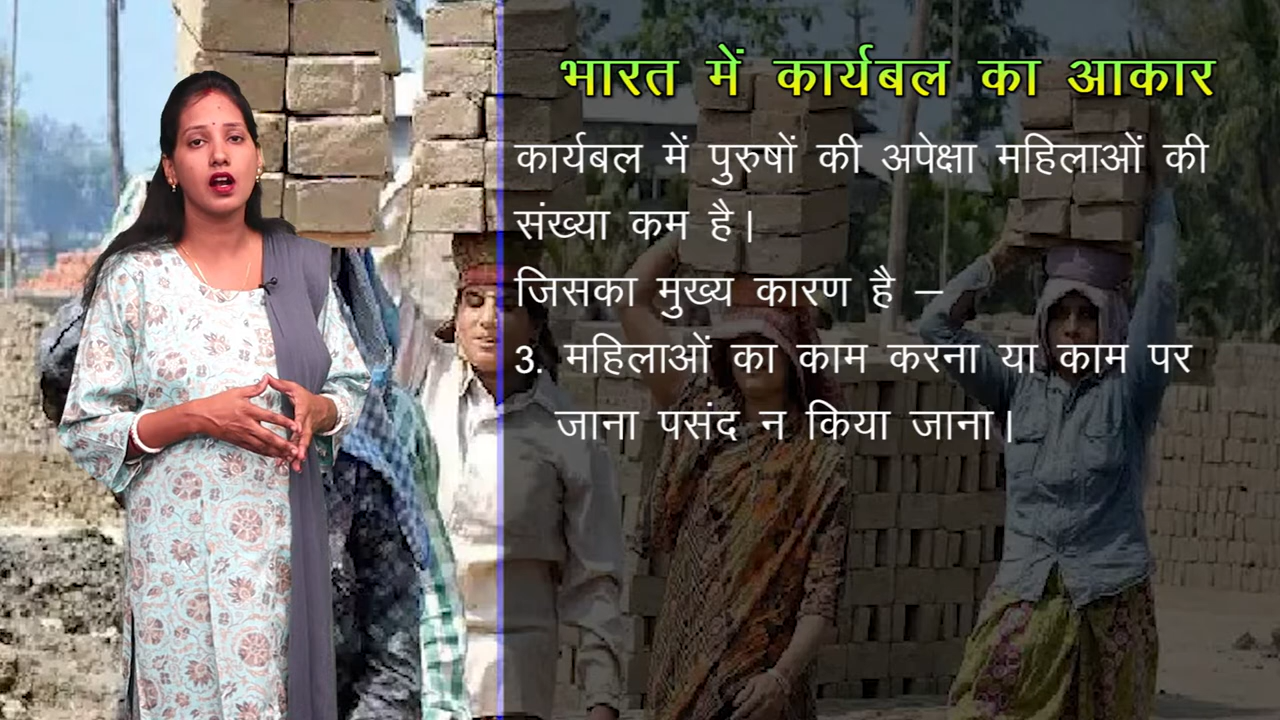 भारत में कार्यबल का आकार
कार्यबल में पुरुषों की अपेक्षा महिलाओं की
संख्या कम है।
जिसका मुख्य कारण है –
3. महिलाओं का काम करना या काम पर
जाना पसंद न किया जाना।